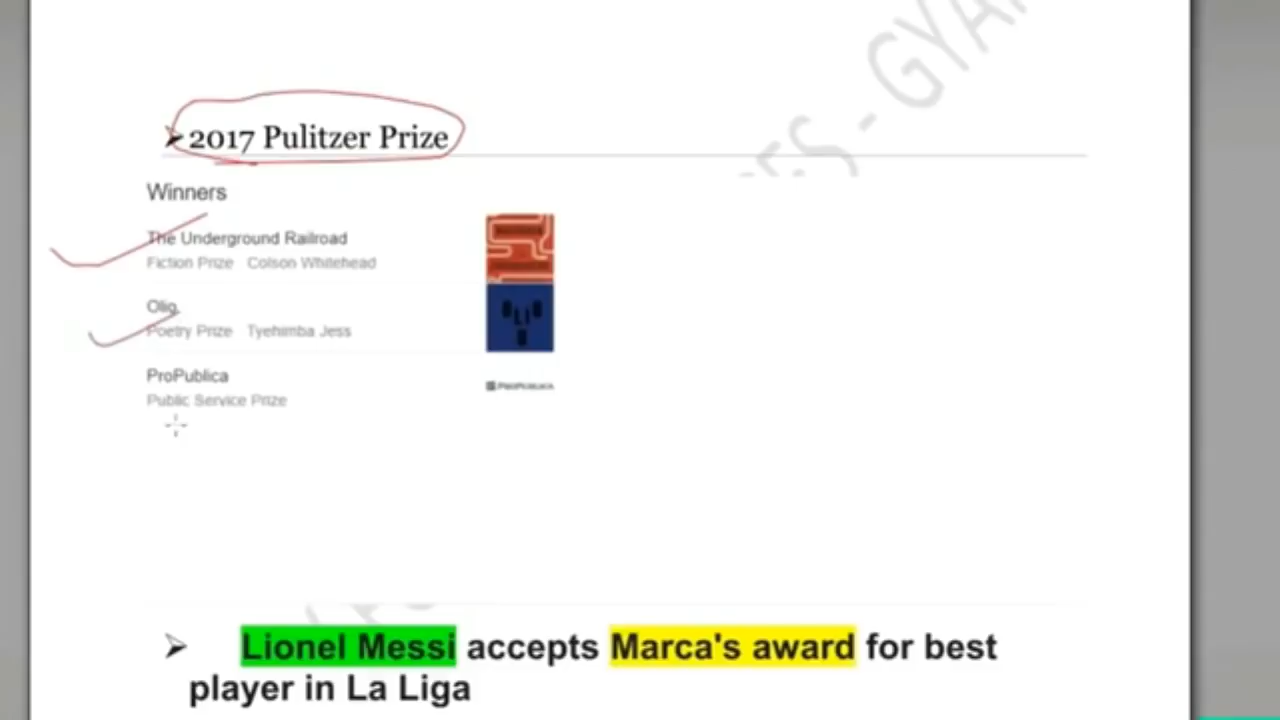 ➢ 2017 Pulitzer Prize
Winners
The Underground Railroad
Fiction Prize Colson Whitehead
Olio
Poetry Prize Tyehimba Jess
ProPublica
Public Service Prize
ProPublica
➢ Lionel Messi accepts Marca's award for best
player in La Liga